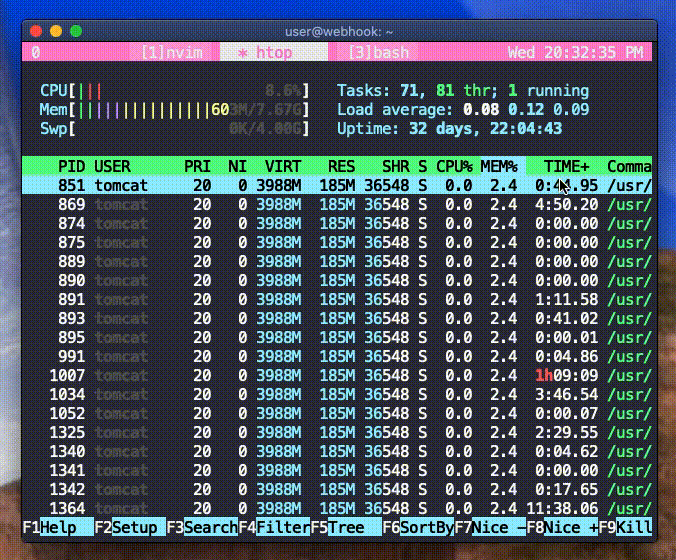 user@webhook: ~
0 [1]nvim * htop [3]bash Wed 20:32:35 PM
CPU[||| 8.6%] Tasks: 71, 81 thr; 1 running
Mem[|||||||||||||||603M/7.67G] Load average: 0.08 0.12 0.09
Swp[ 0K/4.00G] Uptime: 32 days, 22:04:43
PID USER PRI NI VIRT RES SHR S CPU% MEM% TIME+ Comma
851 tomcat 20 0 3988M 185M 36548 S 0.0 2.4 .95 /usr/
869 tomcat 20 0 3988M 185M 36548 S 0.0 2.4 4:50.20 /usr/
874 tomcat 20 0 3988M 185M 36548 S 0.0 2.4 0:00.00 /usr/
875 tomcat 20 0 3988M 185M 36548 S 0.0 2.4 0:00.00 /usr/
889 tomcat 20 0 3988M 185M 36548 S 0.0 2.4 0:00.00 /usr/
890 tomcat 20 0 3988M 185M 36548 S 0.0 2.4 0:00.00 /usr/
891 tomcat 20 0 3988M 185M 36548 S 0.0 2.4 1:11.58 /usr/
893 tomcat 20 0 3988M 185M 36548 S 0.0 2.4 0:41.02 /usr/
895 tomcat 20 0 3988M 185M 36548 S 0.0 2.4 0:00.01 /usr/
991 tomcat 20 0 3988M 185M 36548 S 0.0 2.4 0:04.86 /usr/
1007 tomcat 20 0 3988M 185M 36548 S 0.0 2.4 1h09:09 /usr/
1034 tomcat 20 0 3988M 185M 36548 S 0.0 2.4 3:46.54 /usr/
1052 tomcat 20 0 3988M 185M 36548 S 0.0 2.4 0:00.07 /usr/
1325 tomcat 20 0 3988M 185M 36548 S 0.0 2.4 2:29.55 /usr/
1340 tomcat 20 0 3988M 185M 36548 S 0.0 2.4 0:04.62 /usr/
1341 tomcat 20 0 3988M 185M 36548 S 0.0 2.4 0:00.00 /usr/
1342 tomcat 20 0 3988M 185M 36548 S 0.0 2.4 0:17.65 /usr/
1364 tomcat 20 0 3988M 185M 36548 S 0.0 2.4 11:38.06 /usr/
F1Help F2Setup F3SearchF4FilterF5Tree F6SortByF7Nice -F8Nice +F9Kill